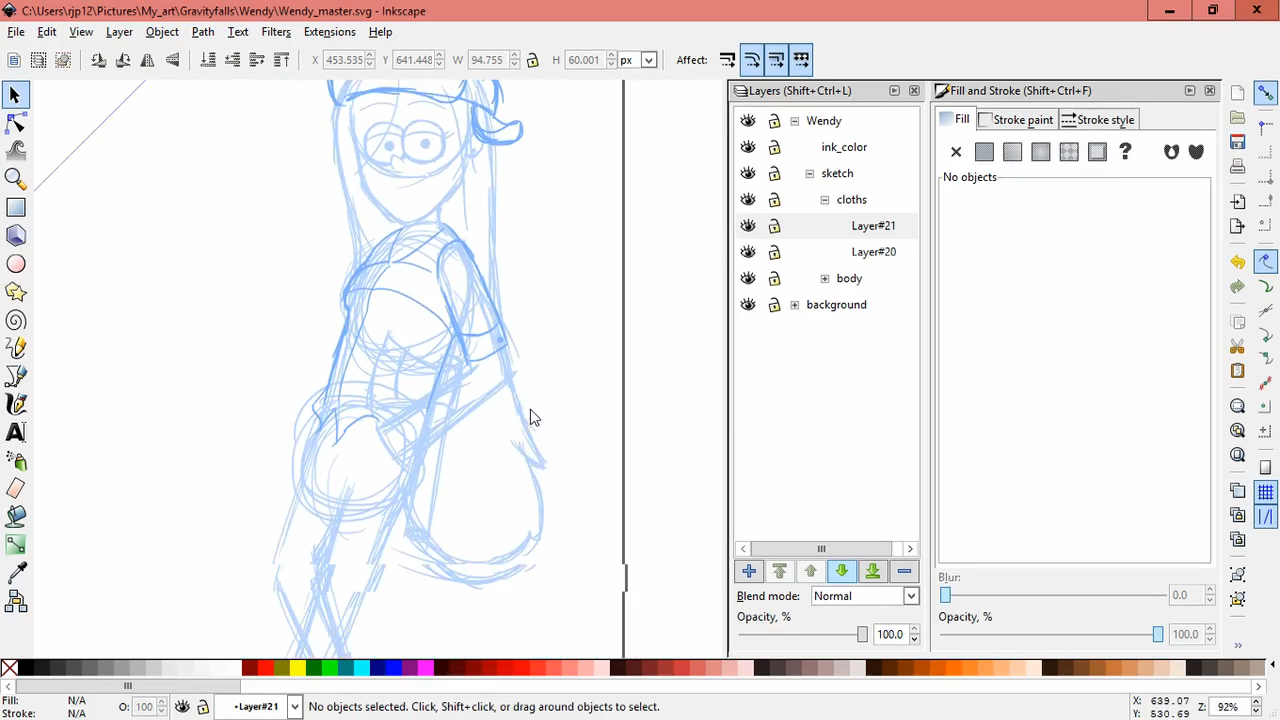 C:\Users\rjp12\Pictures\My_art\Gravityfalls\Wendy\Wendy_master.svg - Inkscape
File Edit View Layer Object Path Text Filters Extensions Help
X 453.535 Y 641.448 W 94.755 H 60.001 px Affect:
Layers (Shift+Ctrl+L)
Wendy
ink_color
sketch
cloths
Layer#21
Layer#20
body
background
Blend mode: Normal
Opacity, %
100.0
Fill and Stroke (Shift+Ctrl+F)
Fill Stroke paint Stroke style
?
No objects
Blur:
0.0
Opacity, %
100.0
Fill: N/A
Stroke: N/A
O: 100
•Layer#21
No objects selected. Click, Shift+click, or drag around objects to select.
X: 639.07
Y: 530.69
Z: 92%